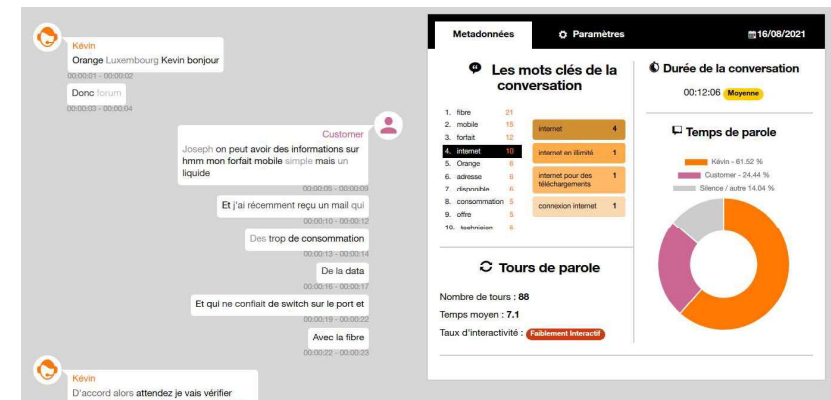 Kévin
Orange Luxembourg Kevin bonjour
00:00:01 - 00:00:02
Donc forum
00:00:03 - 00:00:04
Customer
Joseph on peut avoir des informations sur
hmm mon forfait mobile simple mais un
liquide
00:00:05 - 00:00:09
Et j'ai récemment reçu un mail qui
00:00:10 - 00:00:12
Des trop de consommation
00:00:13 - 00:00:14
De la data
00:00:16 - 00:00:17
Et qui ne confiait de switch sur le port et
00:00:19 - 00:00:22
Avec la fibre
00:00:22 - 00:00:23
Kévin
D'accord alors attendez je vais vérifier
Metadonnées
Paramètres
16/08/2021
Les mots clés de la
conversation
1. fibre 21
2. mobile 15
3. forfait 12
4. internet 10
5. Orange 6
6. adresse 6
7. disponible 6
8. consommation 5
9. offre 5
10. technicien 5
internet 4
internet en illimité 1
internet pour des
téléchargements 1
connexion internet 1
Tours de parole
Nombre de tours : 88
Temps moyen : 7.1
Taux d'interactivité : Faiblement Interactif
Durée de la conversation
00:12:06 Moyenne
Temps de parole
Kévin - 61.52 %
Customer - 24.44 %
Silence / autre 14.04 %